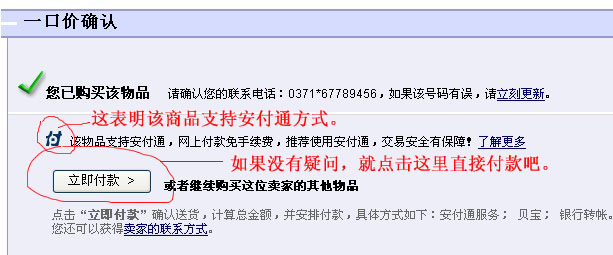 一口价确认
您已购买该物品 请确认您的联系电话:0371*67789456,如果该号码有误,请立刻更新。
这表明该商品支持安付通方式。
付 该物品支持安付通,网上付款免手续费,推荐使用安付通,交易安全有保障!了解更多
如果没有疑问,就点击这里直接付款吧。
立即付款 > 或者继续购买这位卖家的其他物品
点击“立即付款”确认送货,计算总金额,并安排付款,具体方式如下:安付通服务; 贝宝; 银行转帐。
您还可以获得卖家的联系方式。